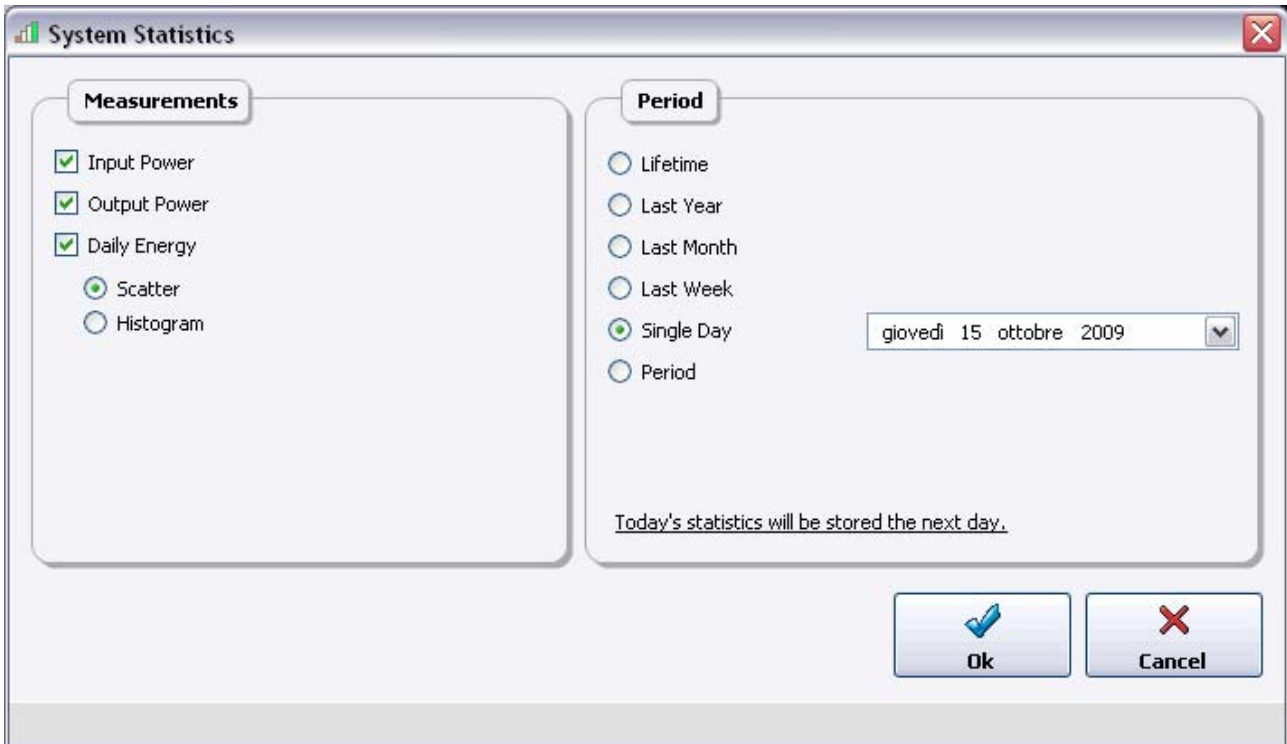 System Statistics
Measurements
Input Power
Output Power
Daily Energy
Scatter
Histogram
Period
Lifetime
Last Year
Last Month
Last Week
Single Day
giovedì 15 ottobre 2009
Period
Today's statistics will be stored the next day.
Ok
Cancel